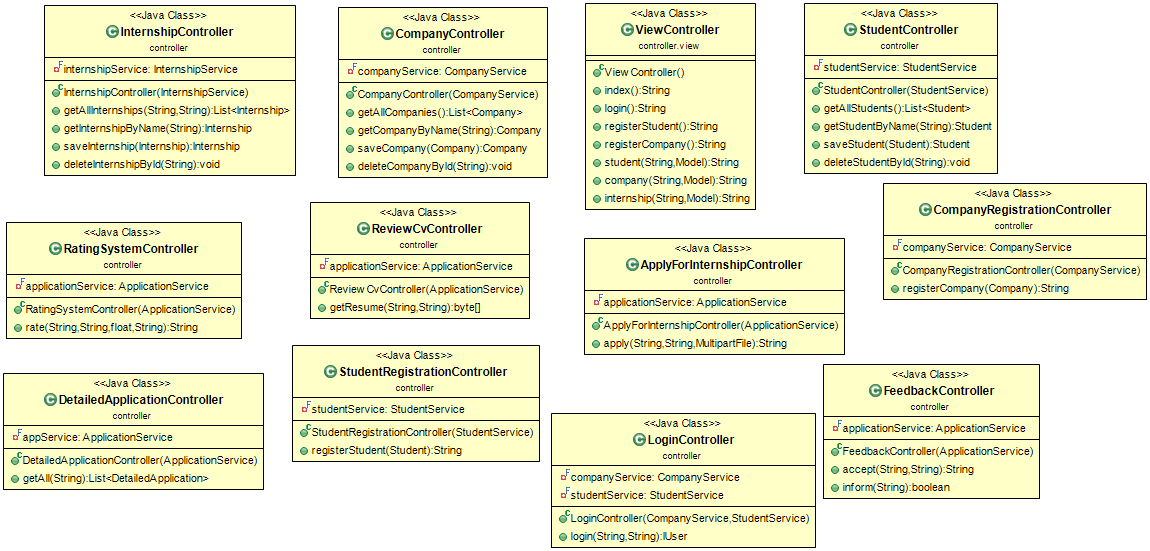 <<Java Class>>
InternshipController
controller
internshipService: InternshipService
InternshipController(InternshipService)
getAllInternships(String,String):List<Internship>
getInternshipByName(String):Internship
saveInternship(Internship):Internship
deleteInternshipById(String):void
<<Java Class>>
CompanyController
controller
companyService: CompanyService
CompanyController(CompanyService)
getAllCompanies():List<Company>
getCompanyByName(String):Company
saveCompany(Company):Company
deleteCompanyById(String):void
<<Java Class>>
ViewController
controller.view
ViewController()
index():String
login():String
registerStudent():String
registerCompany():String
student(String,Model):String
company(String,Model):String
internship(String,Model):String
<<Java Class>>
StudentController
controller
studentService: StudentService
StudentController(StudentService)
getAllStudents():List<Student>
getStudentByName(String):Student
saveStudent(Student):Student
deleteStudentById(String):void
<<Java Class>>
CompanyRegistrationController
controller
companyService: CompanyService
CompanyRegistrationController(CompanyService)
registerCompany(Company):String
<<Java Class>>
RatingSystemController
controller
applicationService: ApplicationService
RatingSystemController(ApplicationService)
rate(String,String,float,String):String
<<Java Class>>
ReviewCvController
controller
applicationService: ApplicationService
ReviewCvController(ApplicationService)
getResume(String,String):byte[]
<<Java Class>>
ApplyForInternshipController
controller
applicationService: ApplicationService
ApplyForInternshipController(ApplicationService)
apply(String,String,MultipartFile):String
<<Java Class>>
DetailedApplicationController
controller
appService: ApplicationService
DetailedApplicationController(ApplicationService)
getAll(String):List<DetailedApplication>
<<Java Class>>
StudentRegistrationController
controller
studentService: StudentService
StudentRegistrationController(StudentService)
registerStudent(Student):String
<<Java Class>>
LoginController
controller
companyService: CompanyService
studentService: StudentService
LoginController(CompanyService,StudentService)
login(String,String):IUser
<<Java Class>>
FeedbackController
controller
applicationService: ApplicationService
FeedbackController(ApplicationService)
accept(String,String):String
inform(String):boolean